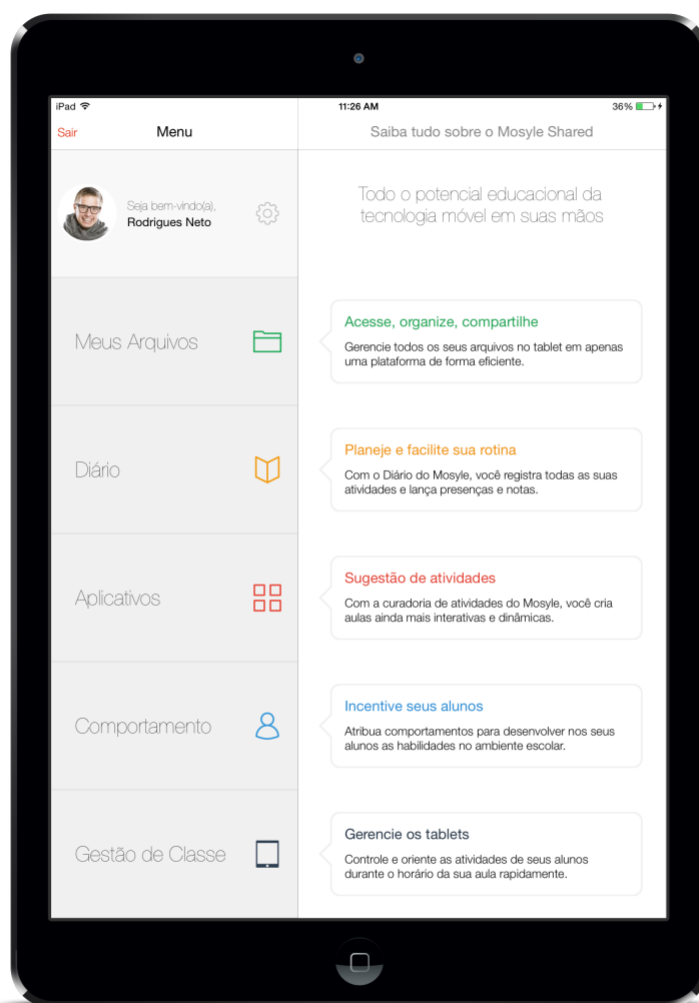 iPad 11:26 AM 36%
Sair Menu Saiba tudo sobre o Mosyle Shared
Seja bem-vindo(a),
Rodrigues Neto
Todo o potencial educacional da
tecnologia móvel em suas mãos
Meus Arquivos
Acesse, organize, compartilhe
Gerencie todos os seus arquivos no tablet em apenas
uma plataforma de forma eficiente.
Diário
Planeje e facilite sua rotina
Com o Diário do Mosyle, você registra todas as suas
atividades e lança presenças e notas.
Aplicativos
Sugestão de atividades
Com a curadoria de atividades do Mosyle, você cria
aulas ainda mais interativas e dinâmicas.
Comportamento
Incentive seus alunos
Atribua comportamentos para desenvolver nos seus
alunos as habilidades no ambiente escolar.
Gestão de Classe
Gerencie os tablets
Controle e oriente as atividades de seus alunos
durante o horário da sua aula rapidamente.